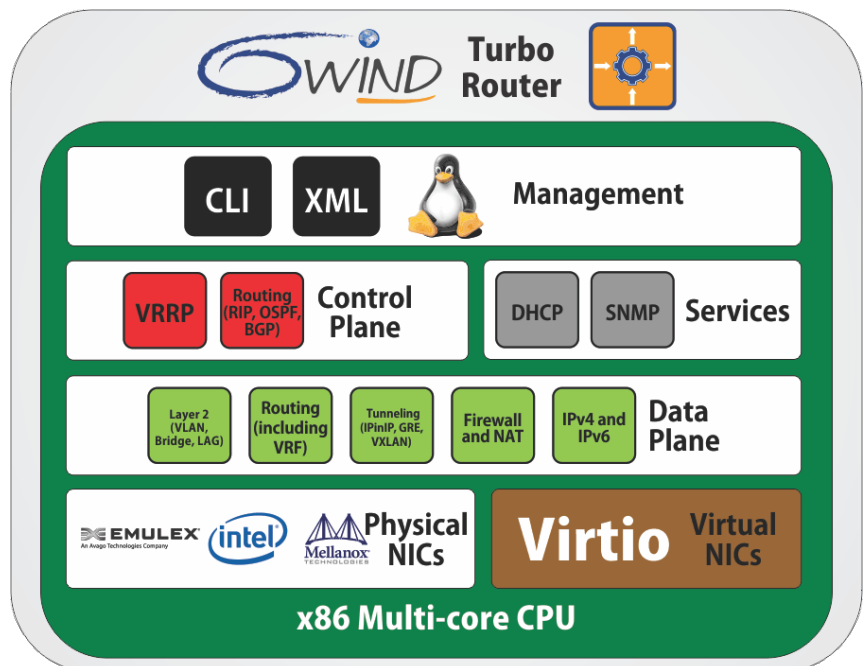 6WIND
Turbo
Router
CLI
XML
Management
VRRP
Routing
(RIP, OSPF,
BGP)
Control
Plane
DHCP
SNMP
Services
Layer 2
(VLAN,
Bridge, LAG)
Routing
(including
VRF)
Tunneling
(IPinIP, GRE,
VXLAN)
Firewall
and NAT
IPv4 and
IPv6
Data
Plane
EMULEX
An Avago Technologies Company
intel
Mellanox
TECHNOLOGIES
Physical
NICs
Virtio
Virtual
NICs
x86 Multi-core CPU